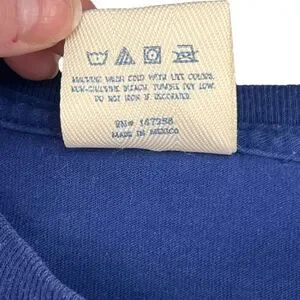 MACHINE WASH COLD WITH LIKE COLORS.
NON-CHLORINE BLEACH. TUMBLE DRY LOW.
DO NOT IRON IF DECORATED.
RN# 147258
MADE IN MEXICO